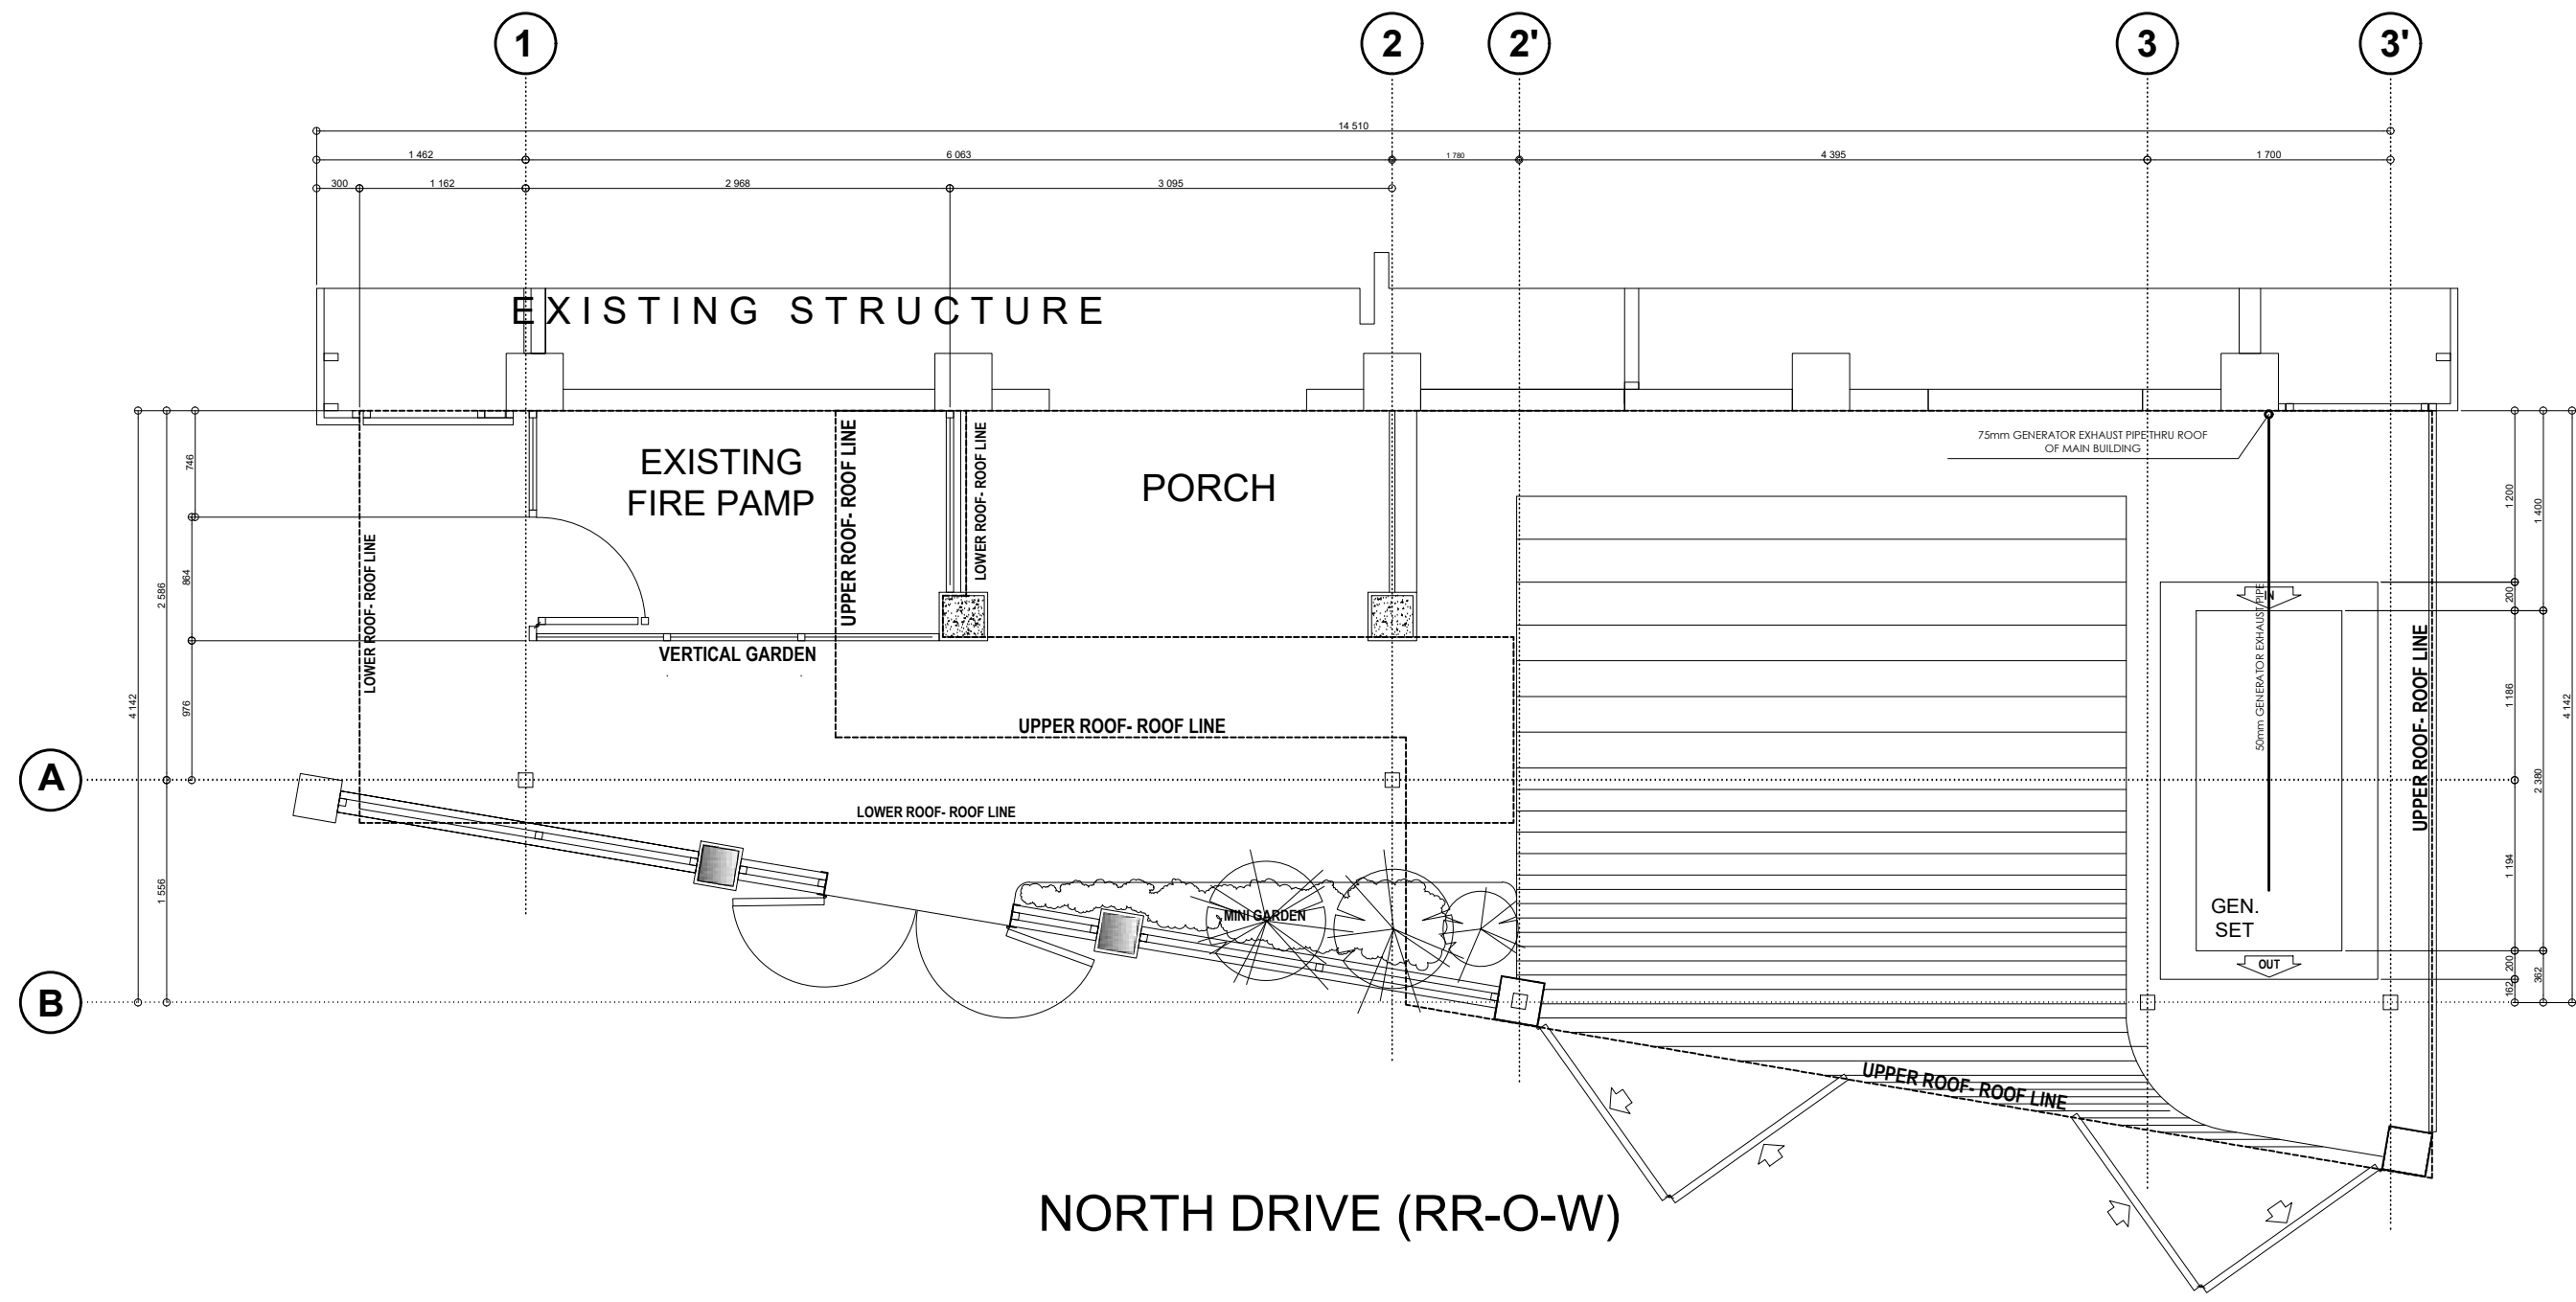 1 2 2' 3 3'
14 510
1 462 6 063 1 780 4 395 1 700
300 1 162 2 968 3 095
EXISTING STRUCTURE
75mm GENERATOR EXHAUST PIPE THRU ROOF
OF MAIN BUILDING
EXISTING
FIRE PAMP
PORCH
UPPER ROOF- ROOF LINE
LOWER ROOF- ROOF LINE
LOWER ROOF- ROOF LINE
746
864
976
2 586
1 556
4 142
VERTICAL GARDEN
UPPER ROOF- ROOF LINE
LOWER ROOF- ROOF LINE
MINI GARDEN
IN
50mm GENERATOR EXHAUST PIPE
GEN.
SET
OUT
UPPER ROOF- ROOF LINE
1 200
200
1 186
1 194
200
162
1 400
2 380
362
4 142
A
B
UPPER ROOF- ROOF LINE
NORTH DRIVE (RR-O-W)